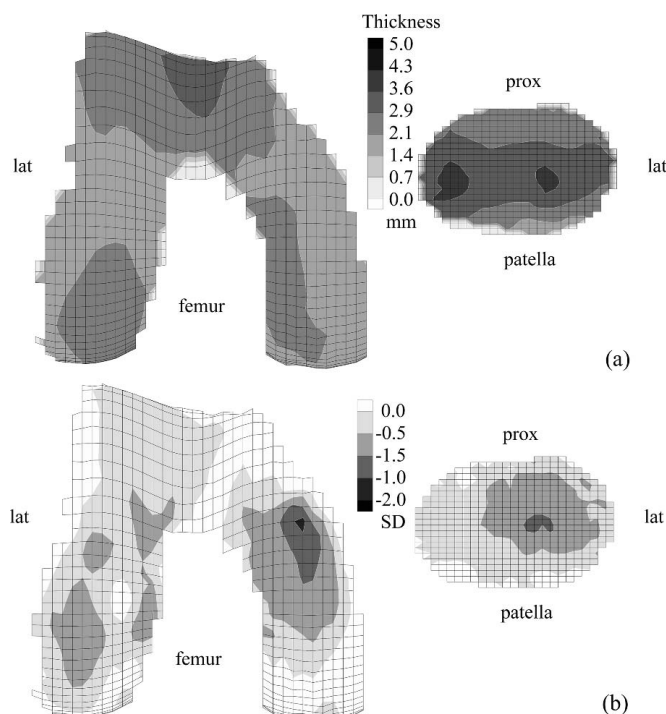 Thickness
5.0
4.3
3.6
2.9
2.1
1.4
0.7
0.0
mm
prox
lat
lat
patella
femur
(a)
0.0
-0.5
-1.5
-1.0
-2.0
SD
prox
lat
lat
patella
femur
(b)